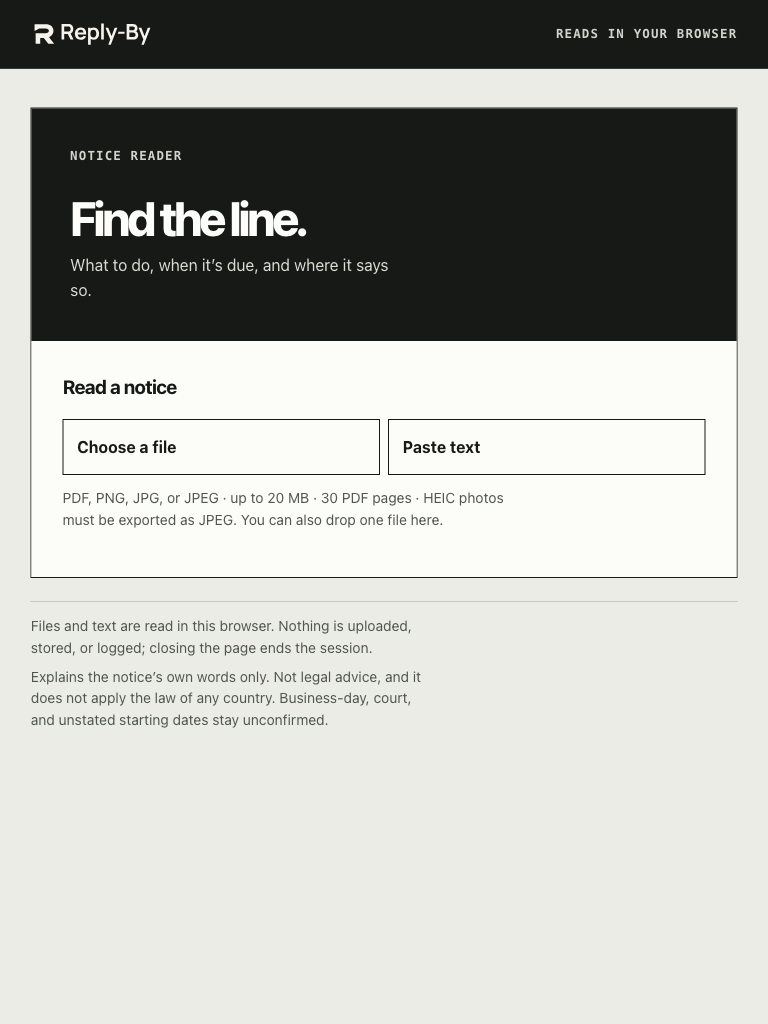 Reply-By
READS IN YOUR BROWSER
NOTICE READER
Find the line.
What to do, when it’s due, and where it says
so.
Read a notice
Choose a file
Paste text
PDF, PNG, JPG, or JPEG · up to 20 MB · 30 PDF pages · HEIC photos
must be exported as JPEG. You can also drop one file here.
Files and text are read in this browser. Nothing is uploaded,
stored, or logged; closing the page ends the session.
Explains the notice’s own words only. Not legal advice, and it
does not apply the law of any country. Business-day, court,
and unstated starting dates stay unconfirmed.